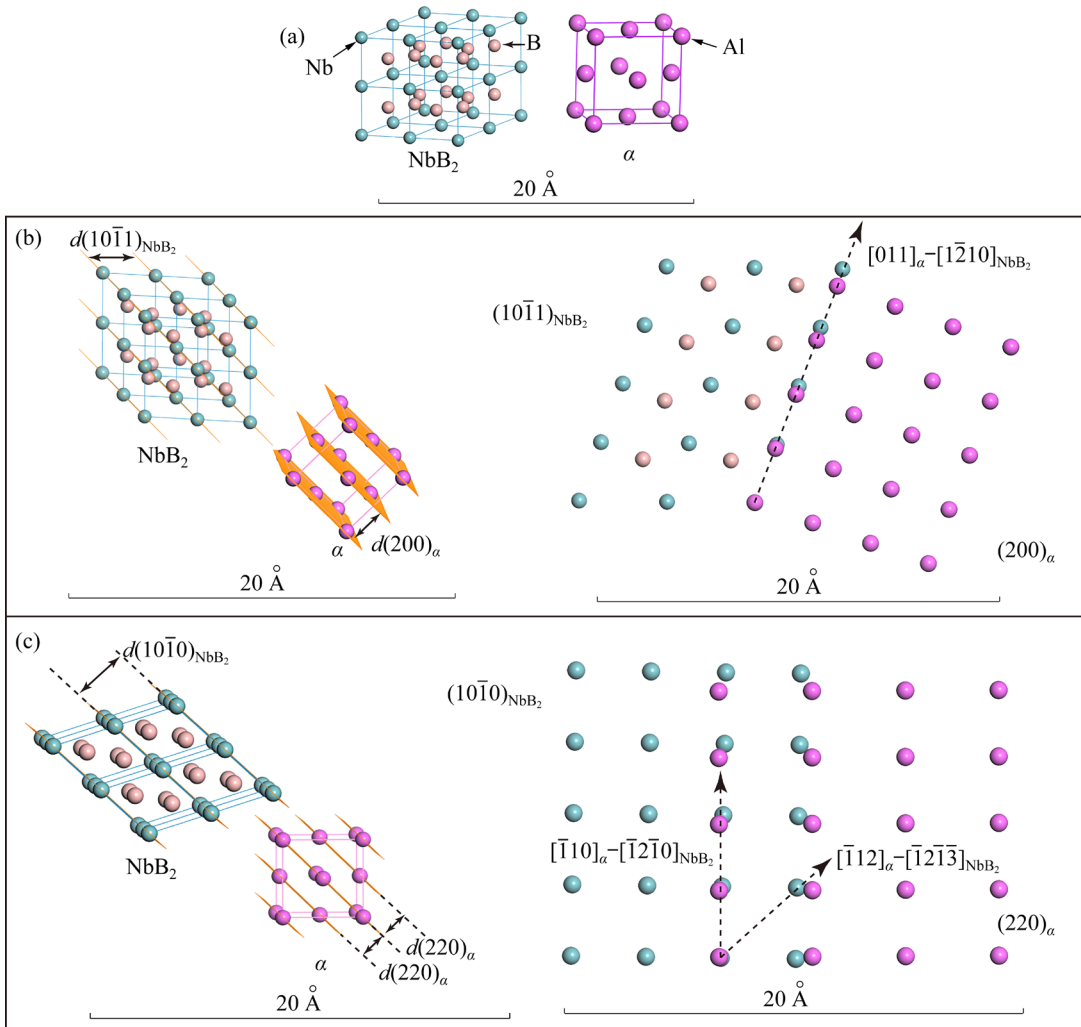 (a)
Nb
B
Al
NbB₂
α
20 Å
(b)
d(101̅1)NbB₂
NbB₂
α
d(200)α
20 Å
(101̅1)NbB₂
[011]α–[12̅10]NbB₂
(200)α
20 Å
(c)
d(101̅0)NbB₂
NbB₂
α
d(220)α
d(220)α
20 Å
(101̅0)NbB₂
[1̅10]α–[1̅21̅0]NbB₂
[1̅12]α–[1̅21̅3̅]NbB₂
(220)α
20 Å